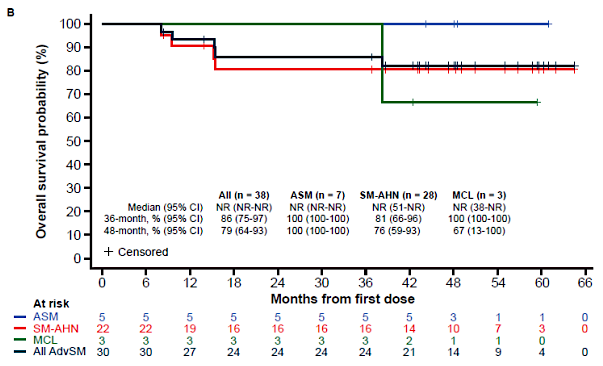 B
Overall survival probability (%)
100
90
80
70
60
50
40
30
20
10
0
All (n = 38) ASM (n = 7) SM-AHN (n = 28) MCL (n = 3)
Median (95% CI) NR (NR-NR) NR (NR-NR) NR (51-NR) NR (38-NR)
36-month, % (95% CI) 86 (75-97) 100 (100-100) 81 (66-96) 100 (100-100)
48-month, % (95% CI) 79 (64-93) 100 (100-100) 76 (59-93) 67 (13-100)
+ Censored
0 6 12 18 24 30 36 42 48 54 60 66
Months from first dose
At risk
ASM 5 5 5 5 5 5 5 5 3 1 1 0
SM-AHN 22 22 19 16 16 16 16 14 10 7 3 0
MCL 3 3 3 3 3 3 3 2 1 1 0
All AdvSM 30 30 27 24 24 24 24 21 14 9 4 0